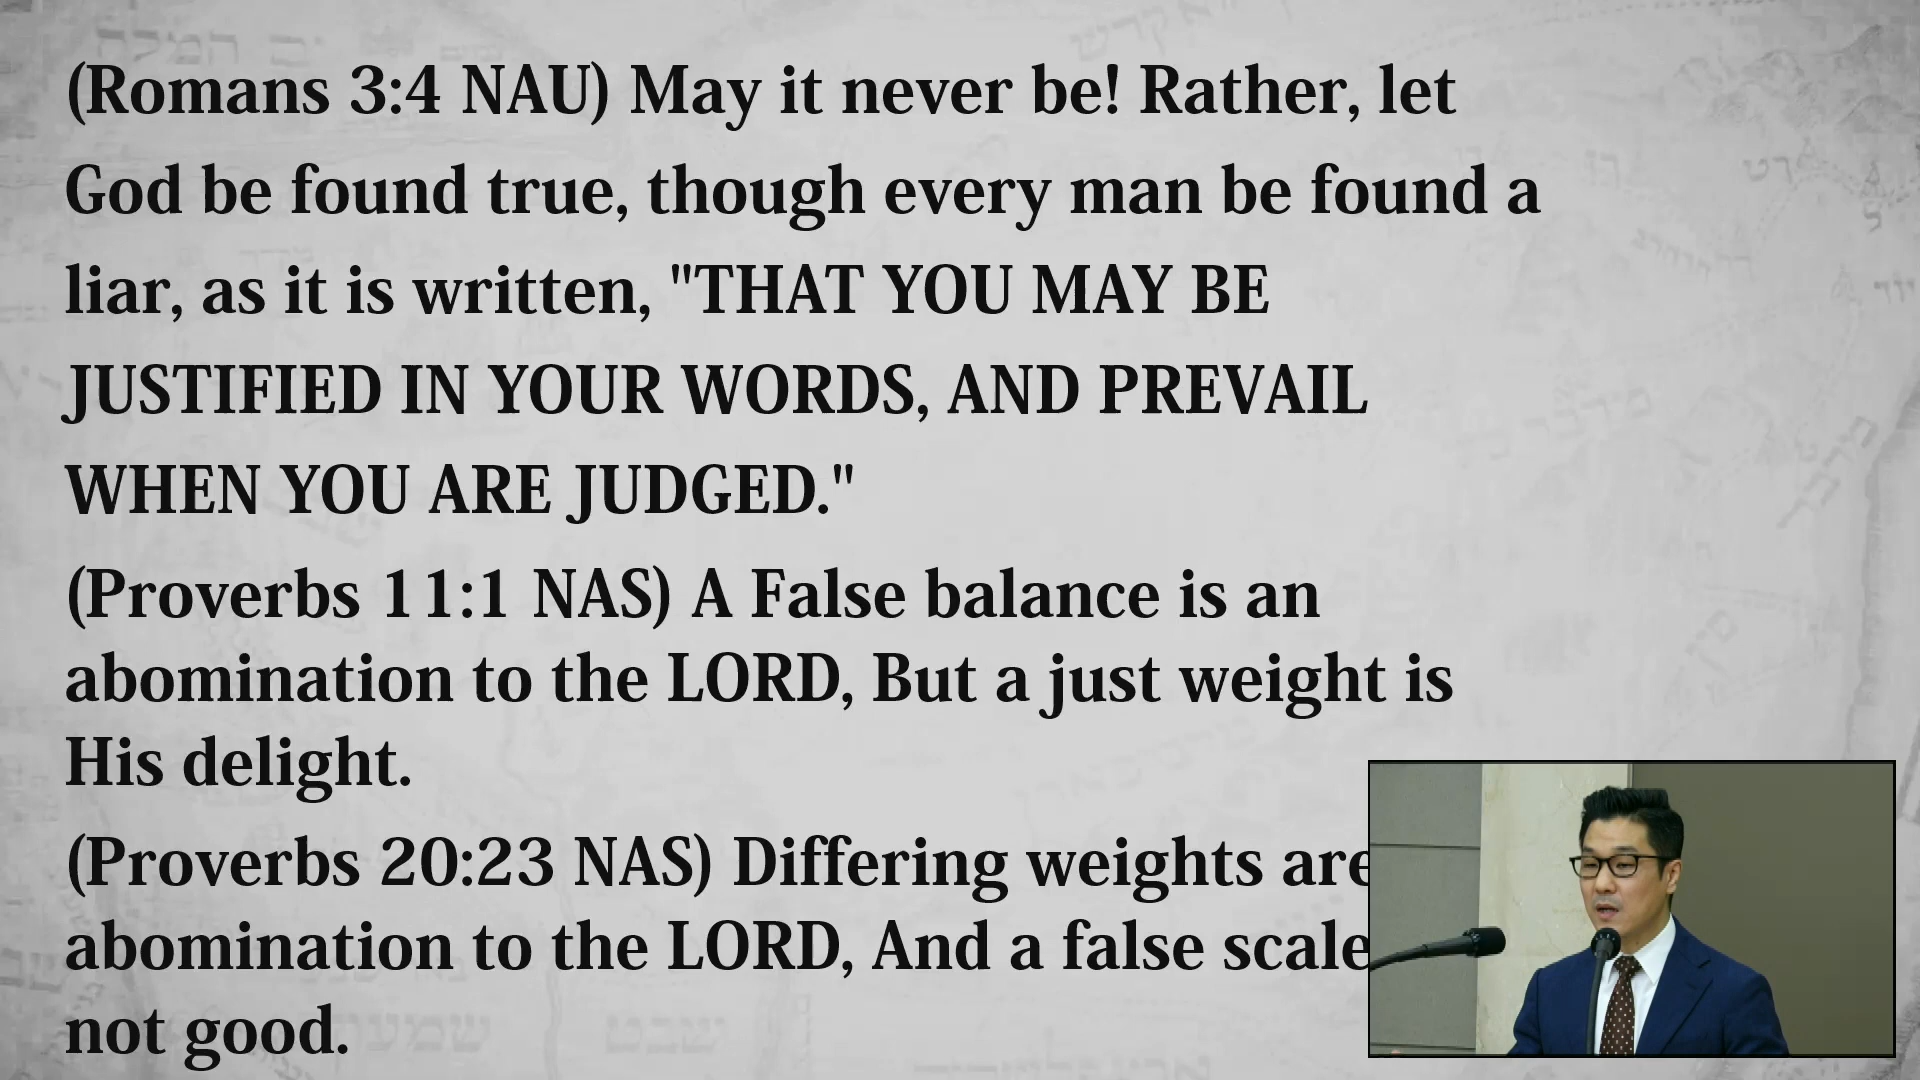 (Romans 3:4 NAU) May it never be! Rather, let
God be found true, though every man be found a
liar, as it is written, "THAT YOU MAY BE
JUSTIFIED IN YOUR WORDS, AND PREVAIL
WHEN YOU ARE JUDGED."
(Proverbs 11:1 NAS) A False balance is an
abomination to the LORD, But a just weight is
His delight.
(Proverbs 20:23 NAS) Differing weights are
abomination to the LORD, And a false scale
not good.